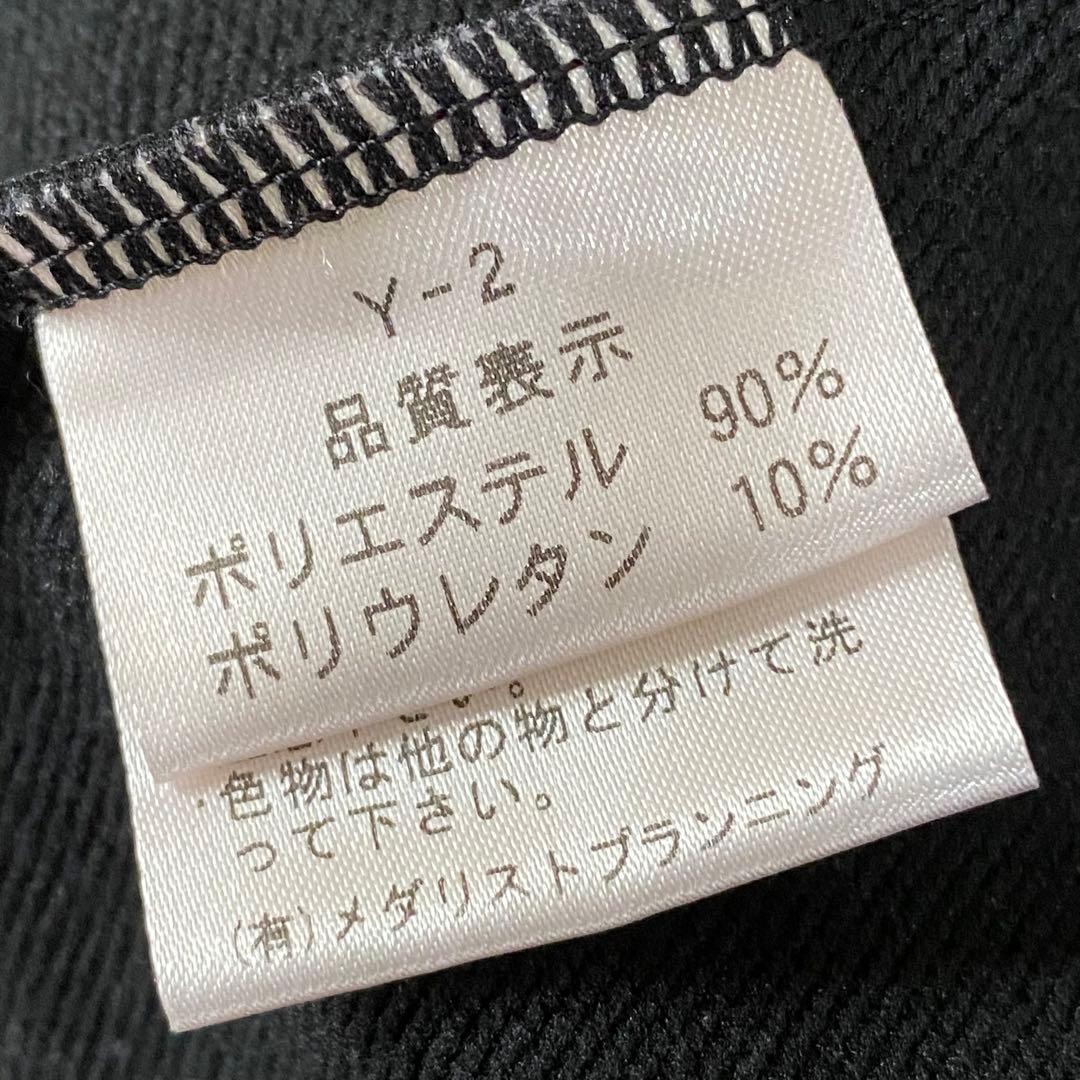 Y-2
品質表示
ポリエステル 90%
ポリウレタン 10%
・色物は他の物と分けて洗
って下さい。
(有)メダリストプランニング